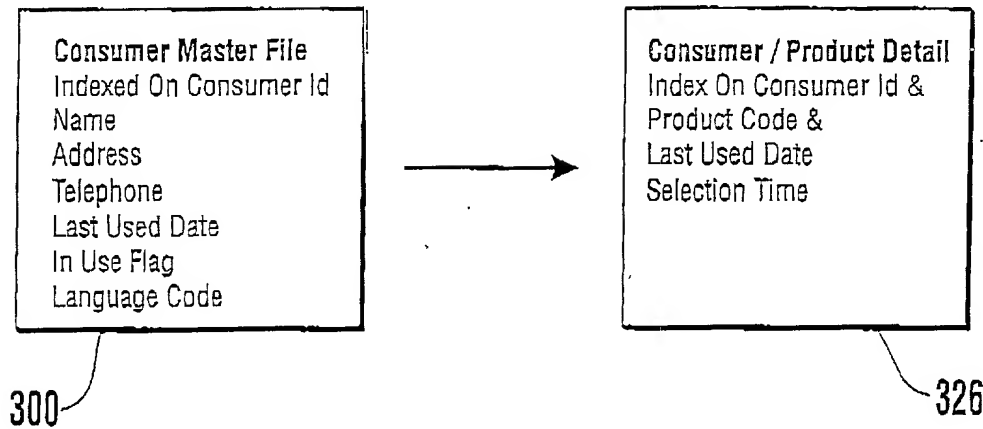 Consumer Master File
Indexed On Consumer Id
Name
Address
Telephone
Last Used Date
In Use Flag
Language Code
300
Consumer / Product Detail
Index On Consumer Id &
Product Code &
Last Used Date
Selection Time
326